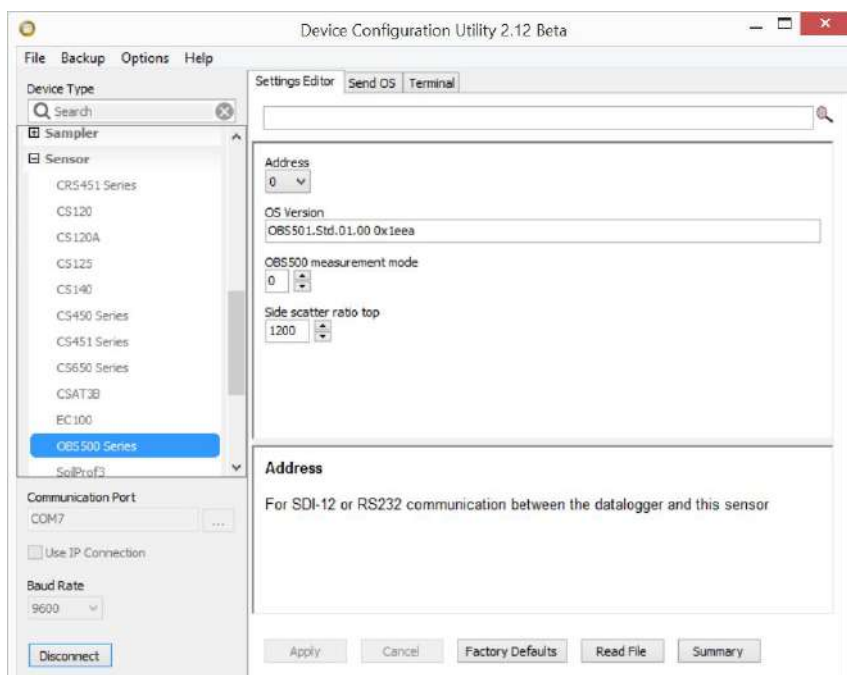 Device Configuration Utility 2.12 Beta
File Backup Options Help
Device Type
Search
Sampler
Sensor
CRS451 Series
CS120
CS120A
CS125
CS140
CS450 Series
CS451 Series
CS650 Series
CSAT3B
EC100
OBS500 Series
SoilProf3
Communication Port
COM7
...
Use IP Connection
Baud Rate
9600
Disconnect
Settings Editor Send OS Terminal
Address
0
OS Version
OBS501.Std.01.00 0x1eea
OBS500 measurement mode
0
Side scatter ratio top
1200
Address
For SDI-12 or RS232 communication between the datalogger and this sensor
Apply Cancel Factory Defaults Read File Summary